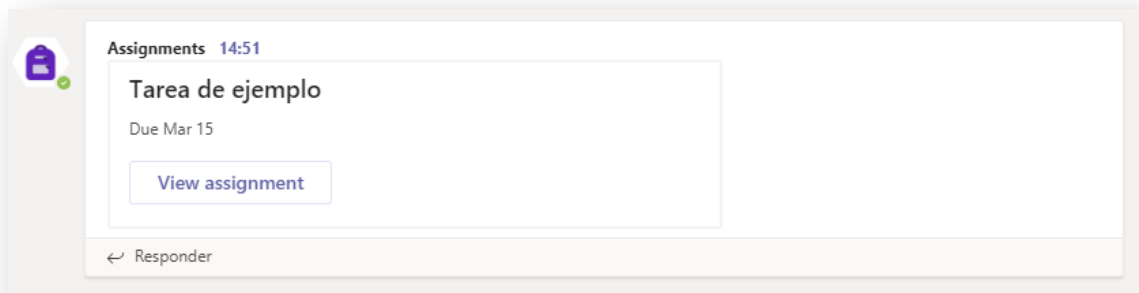 Assignments 14:51
Tarea de ejemplo
Due Mar 15
View assignment
Responder